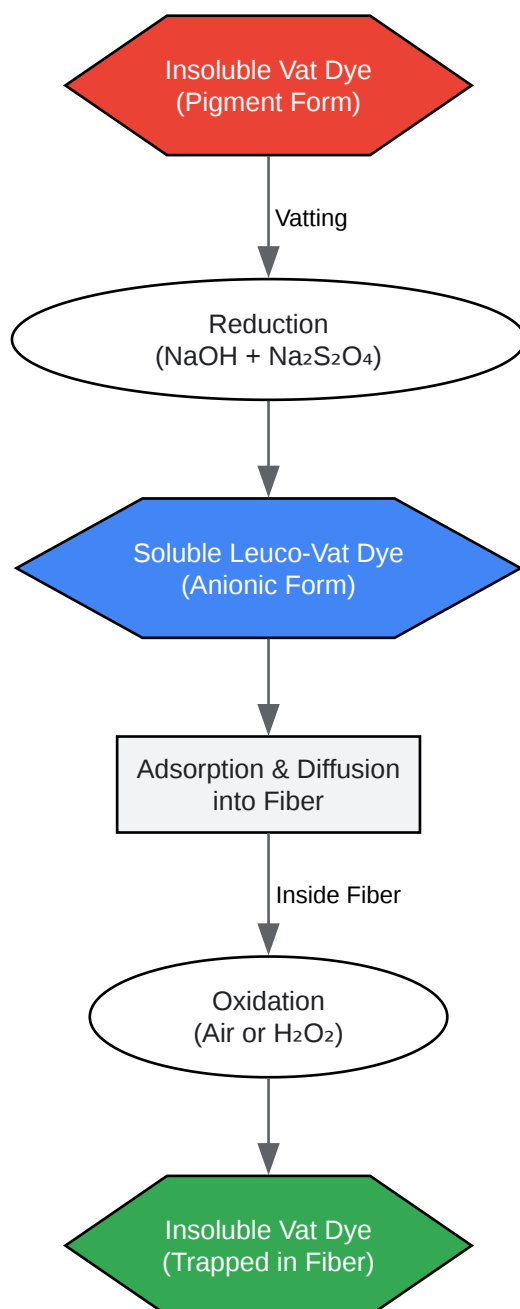 Insoluble Vat Dye
(Pigment Form)
Vatting
Reduction
(NaOH + Na₂S₂O₄)
Soluble Leuco-Vat Dye
(Anionic Form)
Adsorption & Diffusion
into Fiber
Inside Fiber
Oxidation
(Air or H₂O₂)
Insoluble Vat Dye
(Trapped in Fiber)